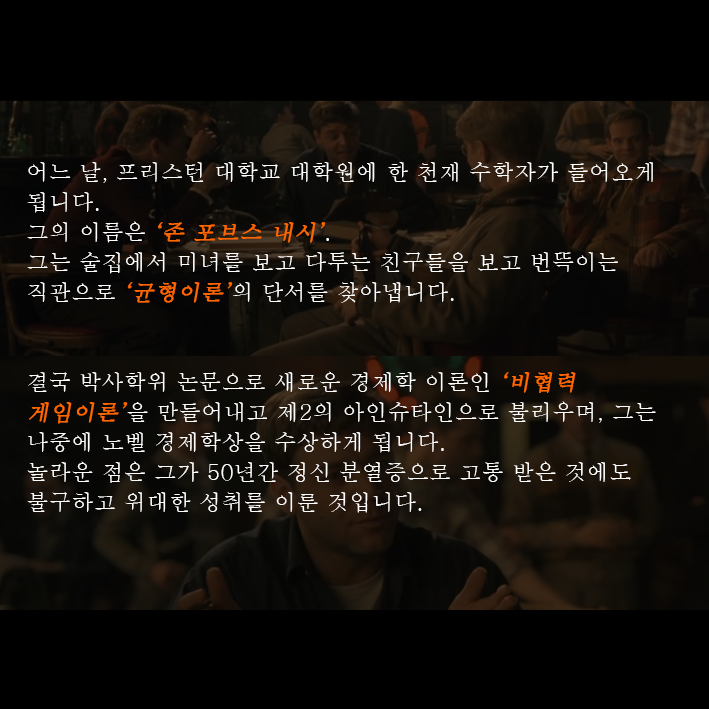 어느 날, 프리스턴 대학교 대학원에 한 천재 수학자가 들어오게
됩니다.
그의 이름은 ‘존 포브스 내시’.
그는 술집에서 미녀를 보고 다투는 친구들을 보고 번뜩이는
직관으로 ‘균형이론’의 단서를 찾아냅니다.
결국 박사학위 논문으로 새로운 경제학 이론인 ‘비협력
게임이론’을 만들어내고 제2의 아인슈타인으로 불리우며, 그는
나중에 노벨 경제학상을 수상하게 됩니다.
놀라운 점은 그가 50년간 정신 분열증으로 고통 받은 것에도
불구하고 위대한 성취를 이룬 것입니다.